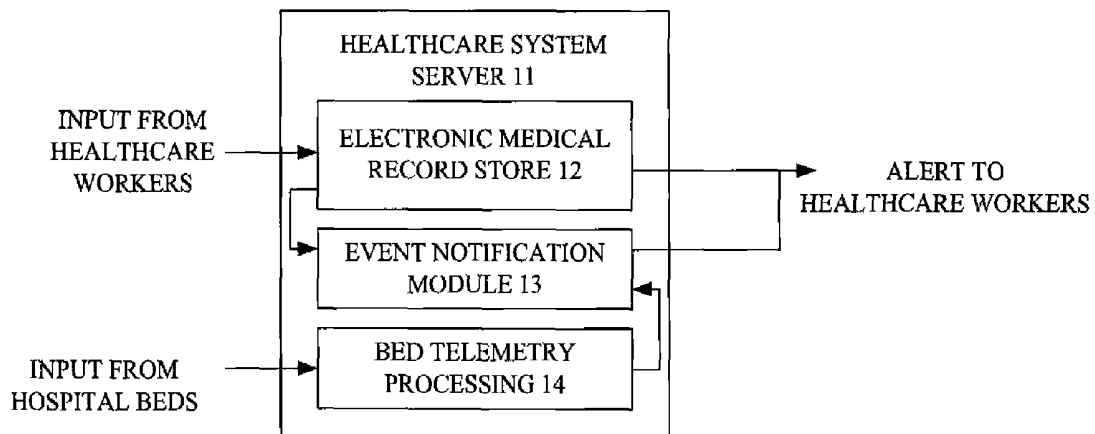 HEALTHCARE SYSTEM
SERVER 11
INPUT FROM
HEALTHCARE
WORKERS
ELECTRONIC MEDICAL
RECORD STORE 12
ALERT TO
HEALTHCARE WORKERS
EVENT NOTIFICATION
MODULE 13
INPUT FROM
HOSPITAL BEDS
BED TELEMETRY
PROCESSING 14